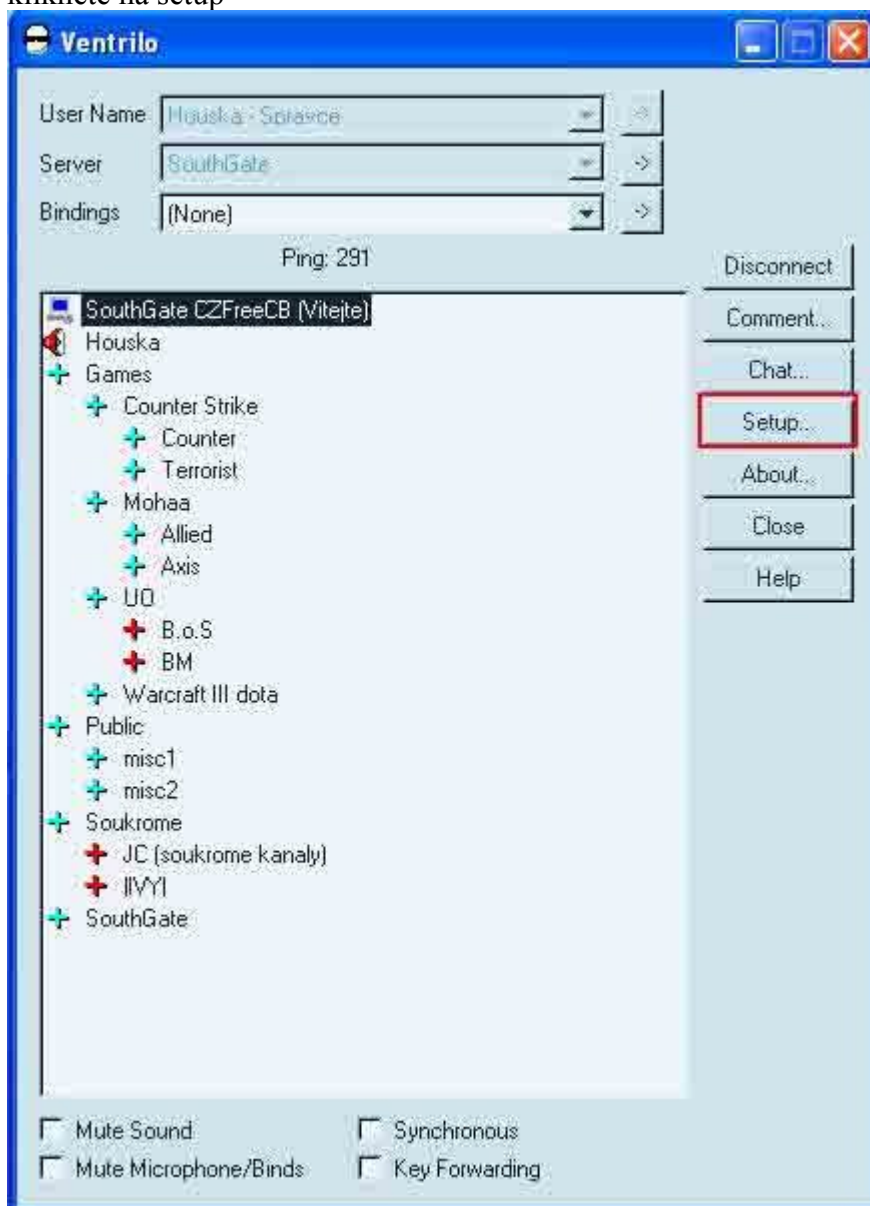 kliknete na setup
Ventrilo
User Name Houska - Spravce
Server SouthGate
Bindings (None)
Ping: 291
Disconnect
Comment...
Chat...
Setup...
About...
Close
Help
SouthGate CZFreeCB (Vitejte)
Houska
Games
Counter Strike
Counter
Terrorist
Mohaa
Allied
Axis
UO
B.o.S
BM
Warcraft III dota
Public
misc1
misc2
Soukrome
JC (soukrome kanaly)
SouthGate
Mute Sound
Synchronous
Mute Microphone/Binds
Key Forwarding